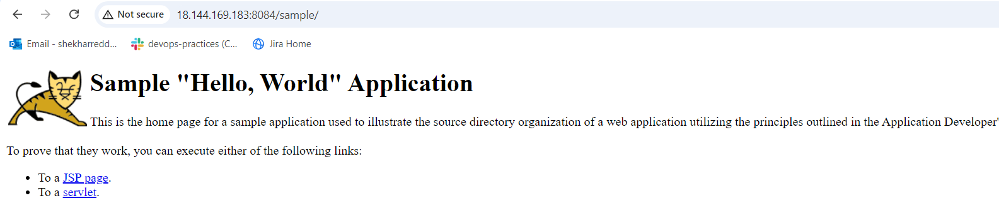 Not secure 18.144.169.183:8084/sample/
Email - shekharredd... devops-practices (C... Jira Home
Sample "Hello, World" Application
This is the home page for a sample application used to illustrate the source directory organization of a web application utilizing the principles outlined in the Application Developer'
To prove that they work, you can execute either of the following links:
• To a JSP page.
• To a servlet.